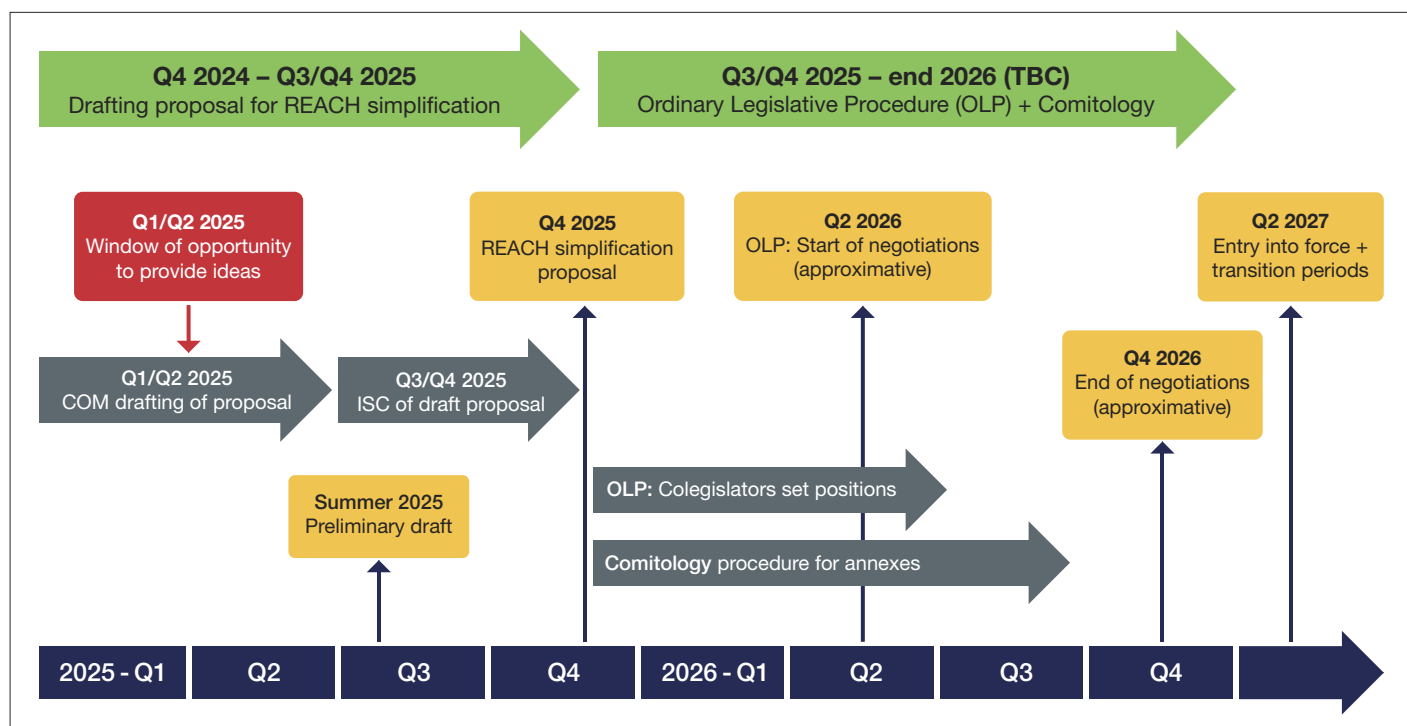 Q4 2024 – Q3/Q4 2025
Drafting proposal for REACH simplification
Q3/Q4 2025 – end 2026 (TBC)
Ordinary Legislative Procedure (OLP) + Comitology
Q1/Q2 2025
Window of opportunity
to provide ideas
Q4 2025
REACH simplification
proposal
Q2 2026
OLP: Start of negotiations
(approximative)
Q2 2027
Entry into force +
transition periods
Q1/Q2 2025
COM drafting of proposal
Q3/Q4 2025
ISC of draft proposal
Q4 2026
End of negotiations
(approximative)
Summer 2025
Preliminary draft
OLP: Colegislators set positions
Comitology procedure for annexes
2025 - Q1
Q2
Q3
Q4
2026 - Q1
Q2
Q3
Q4